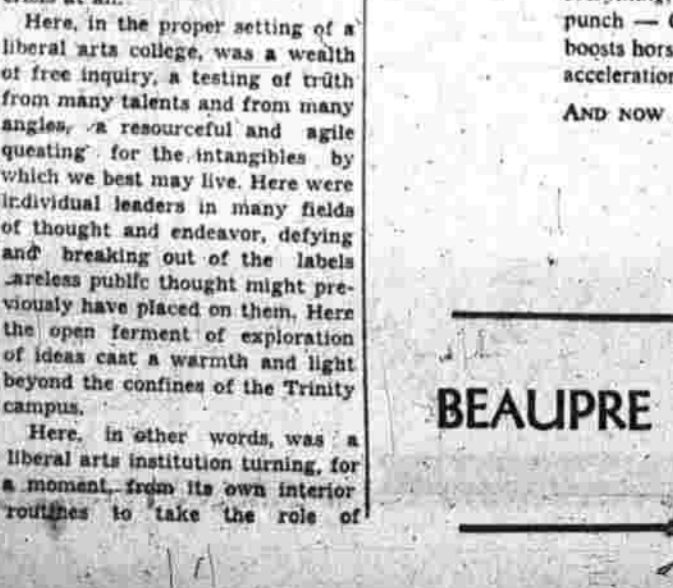 Here, in the proper setting of a
liberal arts college, was a wealth
of free inquiry, a testing of truth
from many talents and from many
angles, a resourceful and agile
questing for the intangibles by
which we best may live. Here were
individual leaders in many fields
of thought and endeavor, defying
and breaking out of the labels
careless public thought might pre-
viously have placed on them. Here
the open ferment of exploration
of ideas cast a warmth and light
beyond the confines of the Trinity
campus.
Here, in other words, was a
liberal arts institution turning, for
a moment, from its own interior
routines to take the role of
punch —
boosts hors
acceleration
AND NOW
BEAUPRE